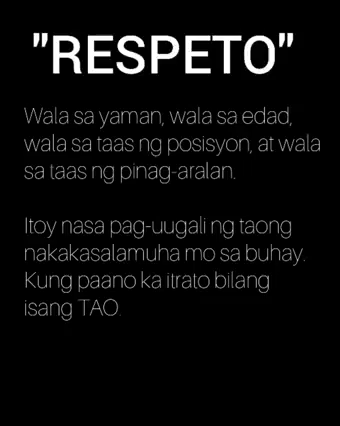 "RESPETO"
Wala sa yaman, wala sa edad,
wala sa taas ng posisyon, at wala
sa taas ng pinag-aralan.
Itoy nasa pag-uugali ng taong
nakakasalamuha mo sa buhay.
Kung paano ka itrato bilang
isang TAO.